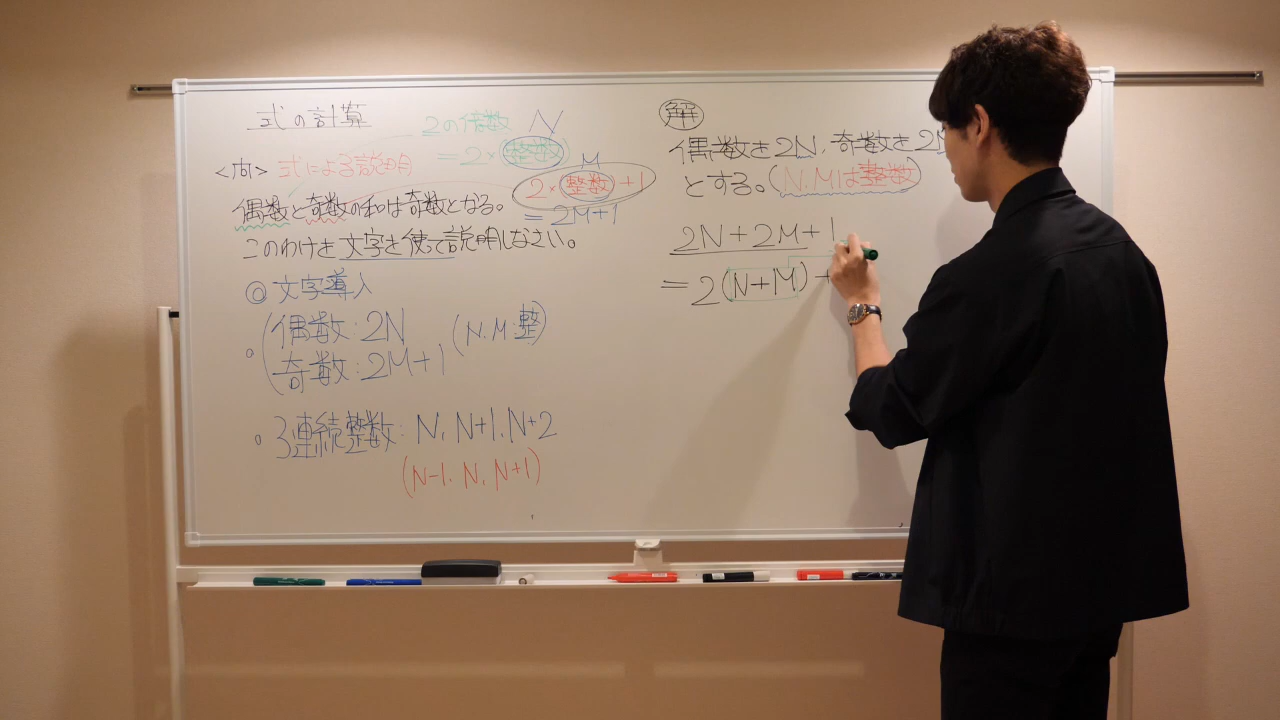 式の計算
2の倍数 N
= 2×整数
<問> 式による説明
M
2×整数+1
= 2M+1
偶数と奇数の和は奇数となる。
このわけを文字を使って説明しなさい。
◎文字導入
偶数:2N
奇数:2M+1
(N.M:整)
3連続整数:N, N+1, N+2
(N-1, N, N+1)
解
偶数を2N, 奇数を2
とする。(N.Mは整数)
2N+2M+1
=2(N+M)+